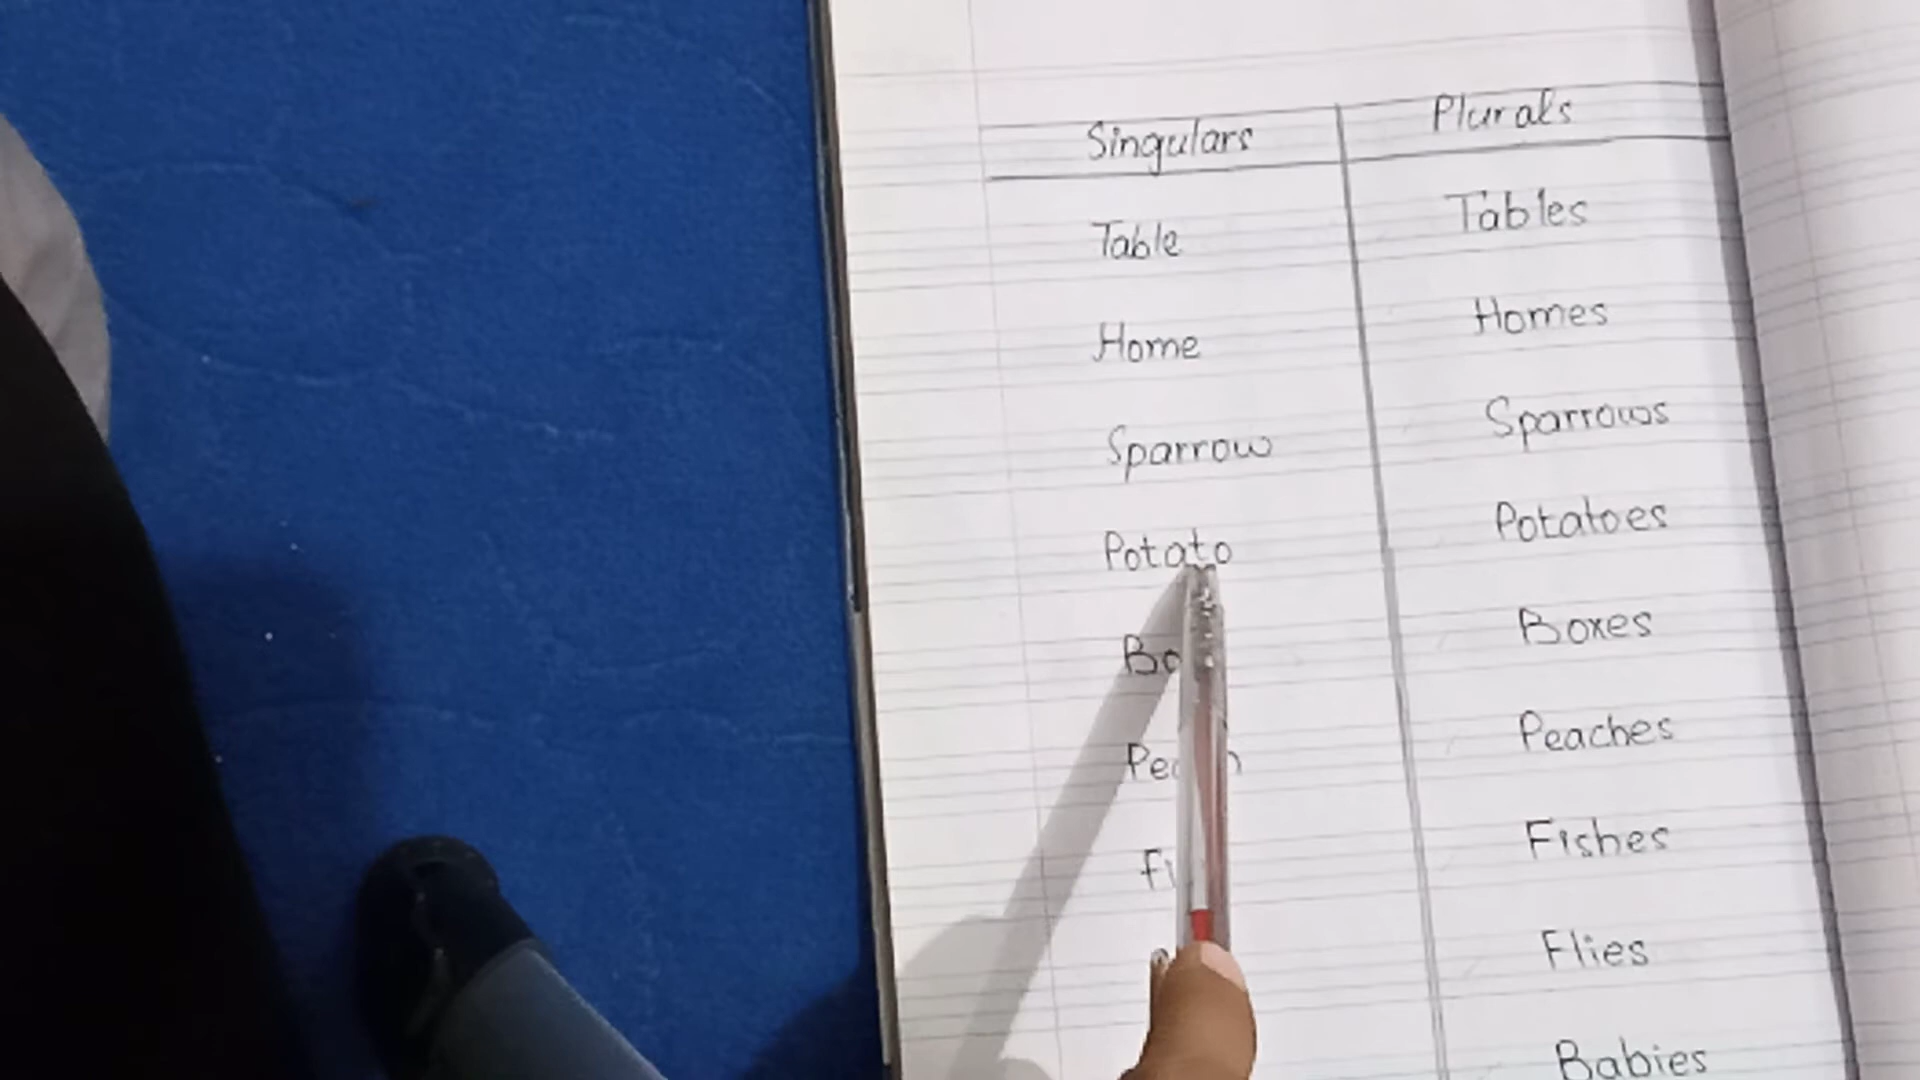 Singulars Plurals
Table Tables
Home Homes
Sparrow Sparrows
Potato Potatoes
Boxes
Peaches
Fishes
Flies
Babies